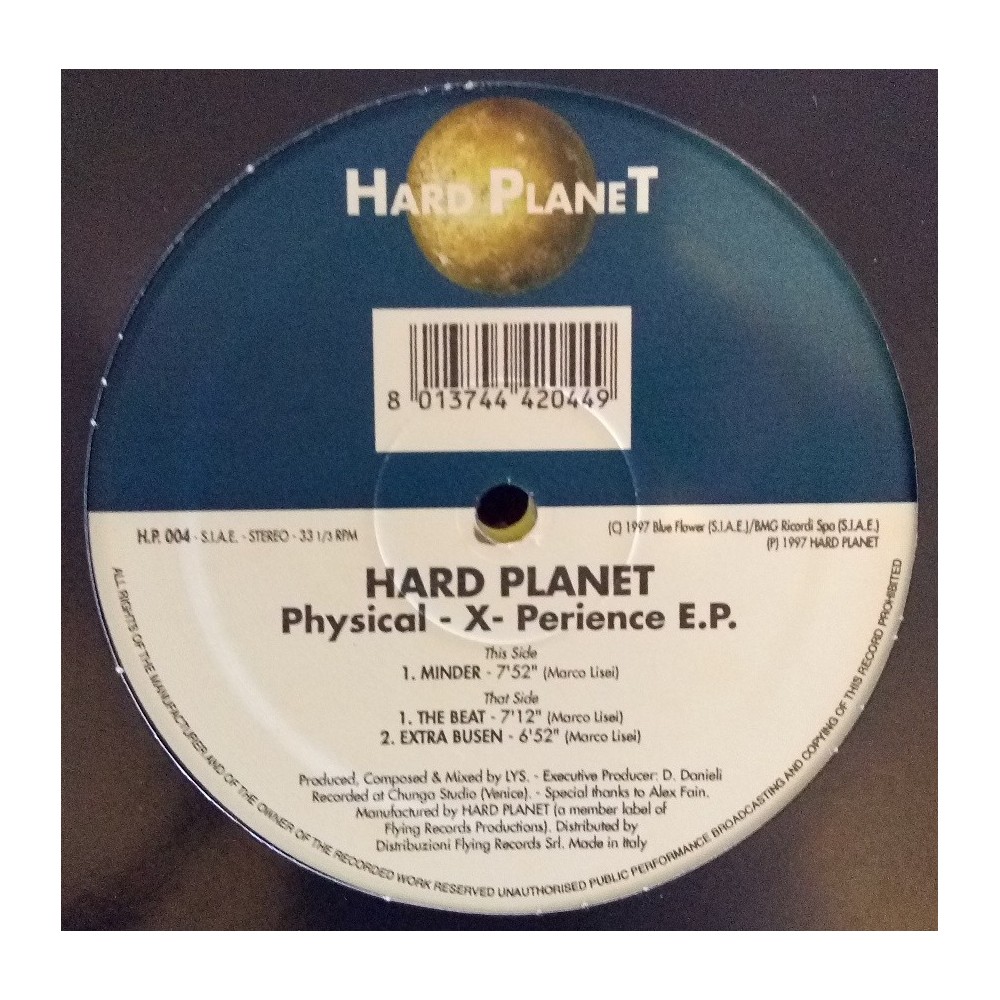 HARD PLANET
8 013744 420449
H.P. 004 - S.I.A.E. - STEREO - 33 1/3 RPM
(C) 1997 Blue Flower (S.I.A.E.)/BMG Ricordi Spa (S.I.A.E.)
(P) 1997 HARD PLANET
HARD PLANET
Physical - X- Perience E.P.
This Side
1. MINDER - 7'52" (Marco Lisei)
That Side
1. THE BEAT - 7'12" (Marco Lisei)
2. EXTRA BUSEN - 6'52" (Marco Lisei)
Produced, Composed & Mixed by LYS. - Executive Producer: D. Danieli
Recorded at Chunga Studio (Venice). - Special thanks to Alex Fain.
Manufactured by HARD PLANET (a member label of
Flying Records Productions). Distributed by
Distribuzioni Flying Records Srl. Made in Italy
ALL RIGHTS OF THE MANUFACTURER AND OF THE OWNER OF THE RECORDED WORK RESERVED UNAUTHORISED PUBLIC PERFORMANCE BROADCASTING AND COPYING OF THIS RECORD PROHIBITED